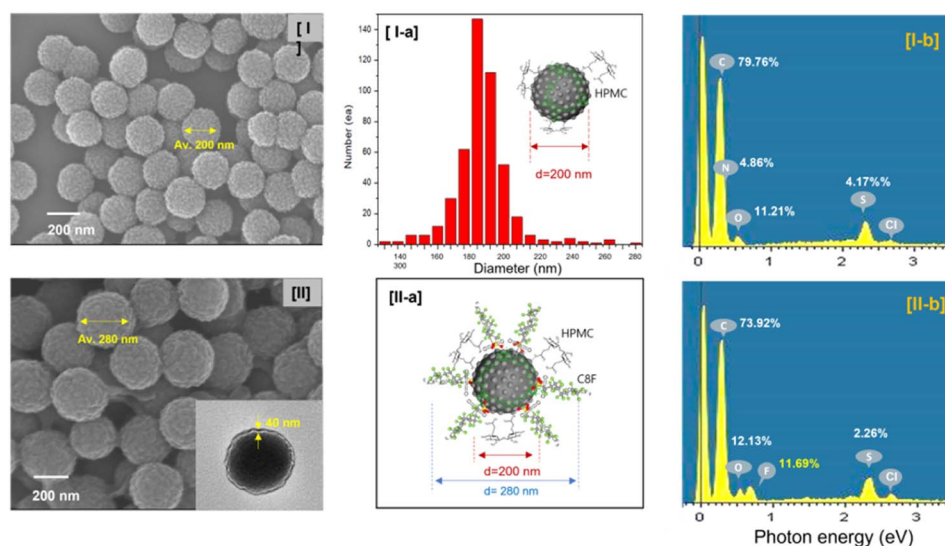 [ I
]
Av. 200 nm
200 nm
[ I-a]
Number (ea)
140
120
100
80
60
40
20
0
HPMC
d=200 nm
140 160 180 200 220 240 260 280
300
Diameter (nm)
[I-b]
C 79.76%
N 4.86%
O 11.21%
4.17%%
S
Cl
0 1 2 3
[II]
Av. 280 nm
40 nm
200 nm
[II-a]
HPMC
C8F
d=200 nm
d= 280 nm
[II-b]
C 73.92%
12.13%
O F 11.69%
2.26%
S
Cl
0 1 2 3
Photon energy (eV)